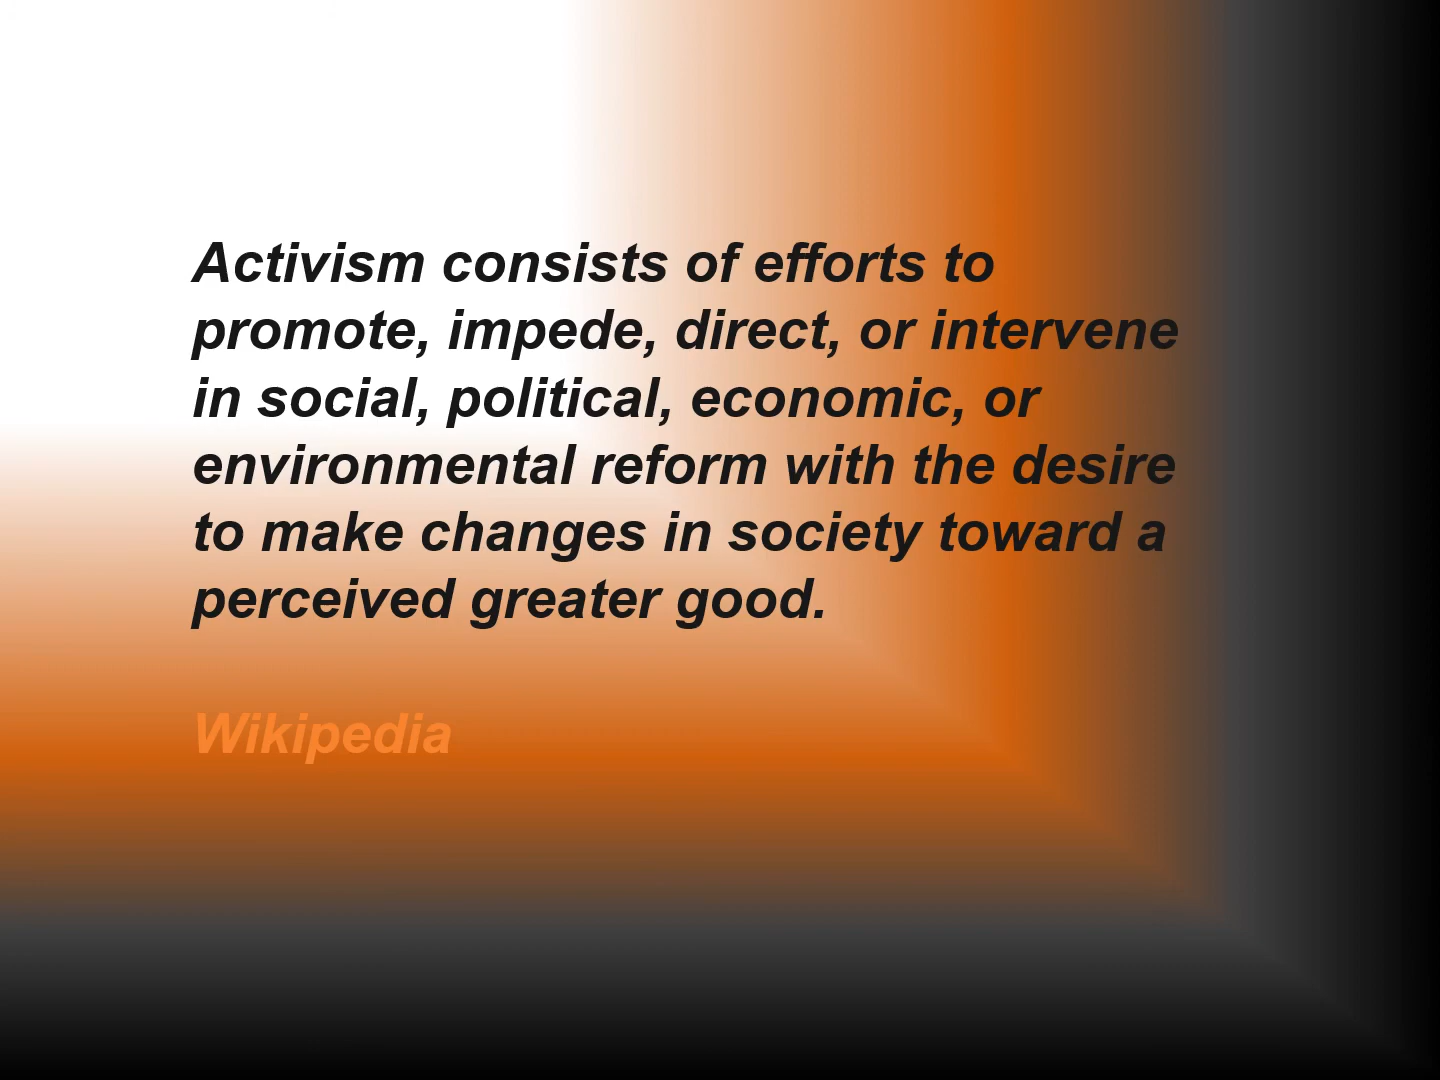 Activism consists of efforts to
promote, impede, direct, or intervene
in social, political, economic, or
environmental reform with the desire
to make changes in society toward a
perceived greater good.
Wikipedia